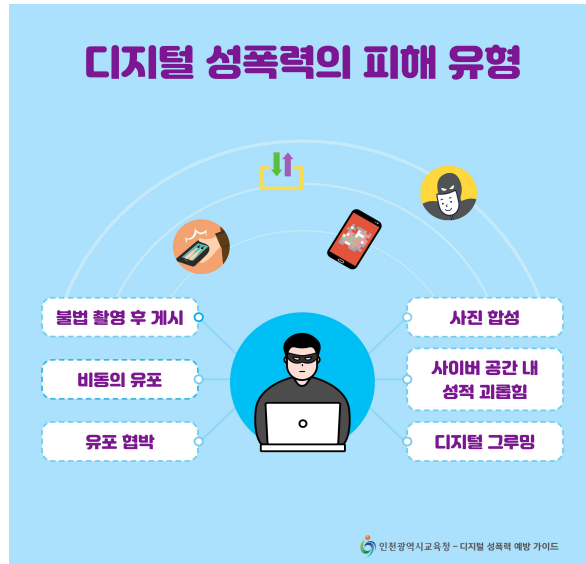 디지털 성폭력의 피해 유형
불법 촬영 후 게시
비동의 유포
유포 협박
사진 합성
사이버 공간 내
성적 괴롭힘
디지털 그루밍
인천광역시교육청 – 디지털 성폭력 예방 가이드